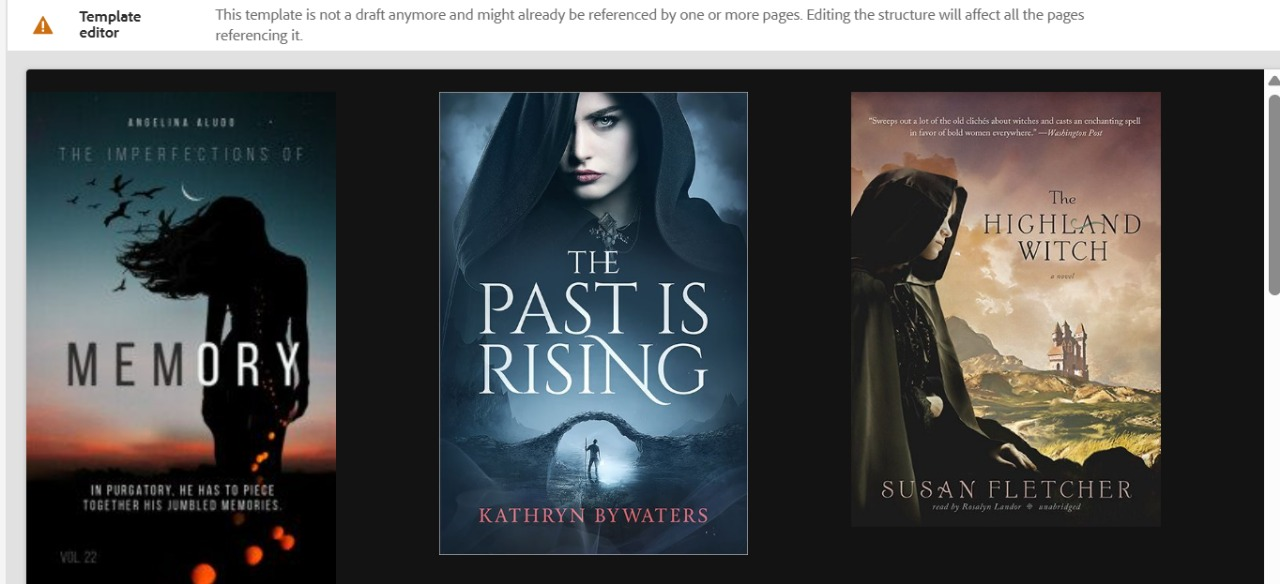 Template
editor
This template is not a draft anymore and might already be referenced by one or more pages. Editing the structure will affect all the pages
referencing it.
ANGELINA ALUDO
THE IMPERFECTIONS OF
MEMORY
IN PURGATORY, HE HAS TO PIECE
TOGETHER HIS JUMBLED MEMORIES.
VOL. 22
THE
PAST IS
RISING
KATHRYN BYWATERS
“Sweeps out a lot of the old clichés about witches and casts an enchanting spell
in favor of bold women everywhere.” —Washington Post
The
HIGHLAND
WITCH
a novel
SUSAN FLETCHER
read by Rosalyn Landor ❖ unabridged